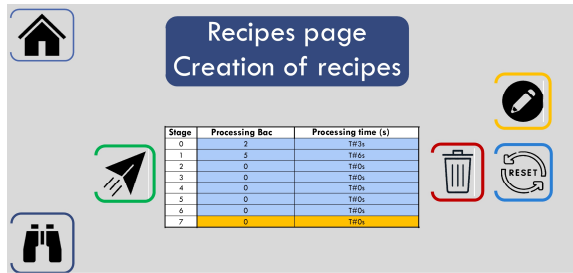 Recipes page
Creation of recipes
Stage Processing Bac Processing time (s)
0 2 T#3s
1 5 T#6s
2 0 T#0s
3 0 T#0s
4 0 T#0s
5 0 T#0s
6 0 T#0s
7 0 T#0s
RESET